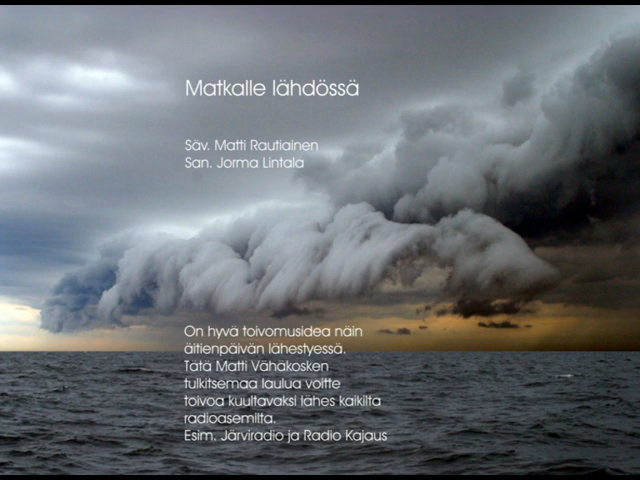 Matkalle lähdössä
Säv. Matti Rautiainen
San. Jorma Lintala
On hyvä toivomusidea näin
äitienpäivän lähestyessä.
Tätä Matti Vähäkosken
tulkitsemaa laulua voitte
toivoa kuultavaksi lähes kaikilta
radioasemilta.
Esim. Järviradio ja Radio Kajaus